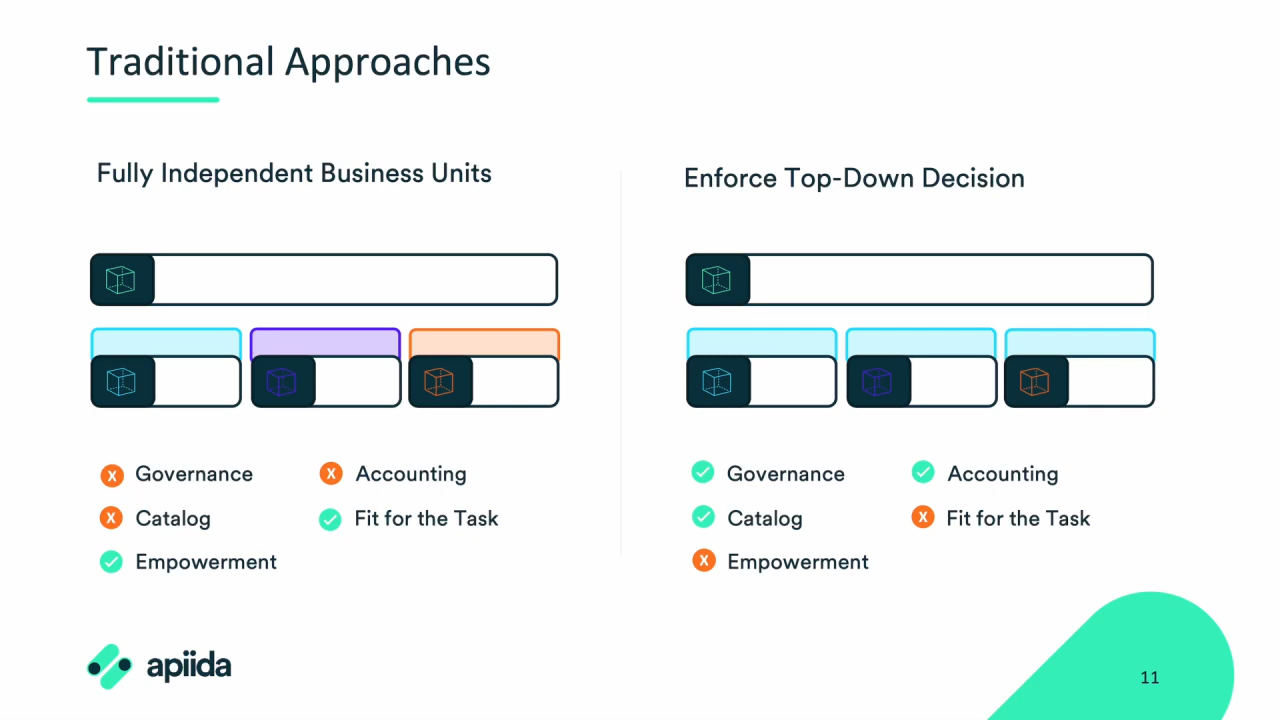 Traditional Approaches
Fully Independent Business Units
X Governance
X Accounting
X Catalog
Fit for the Task
Empowerment
Enforce Top-Down Decision
Governance
Accounting
Catalog
X Fit for the Task
X Empowerment
apiida
11